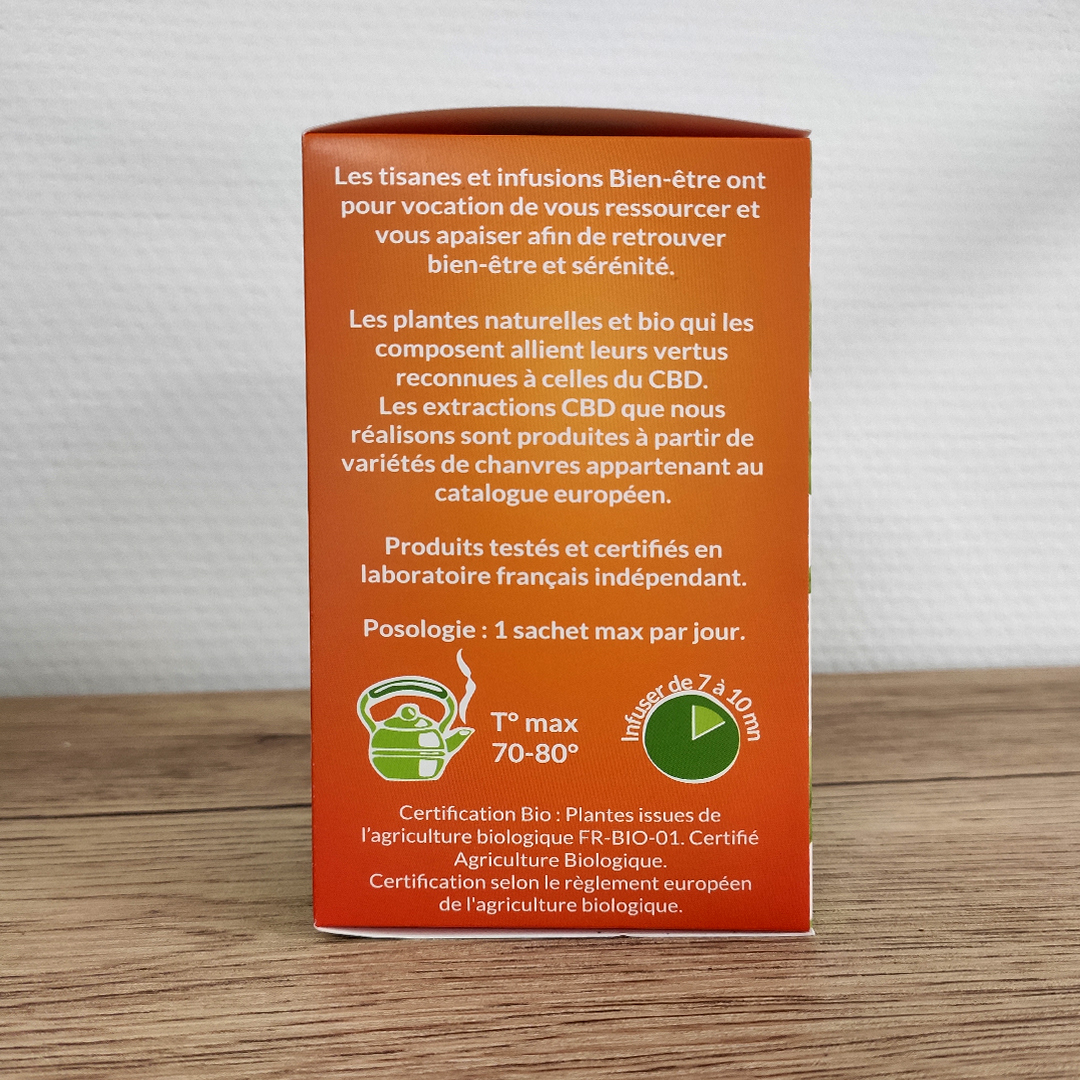 Les tisanes et infusions Bien-être ont
pour vocation de vous ressourcer et
vous apaiser afin de retrouver
bien-être et sérénité.
Les plantes naturelles et bio qui les
composent allient leurs vertus
reconnues à celles du CBD.
Les extractions CBD que nous
réalisons sont produites à partir de
variétés de chanvres appartenant au
catalogue européen.
Produits testés et certifiés en
laboratoire français indépendant.
Posologie : 1 sachet max par jour.
T° max
70-80°
Infuser de 7 à 10 mn
Certification Bio : Plantes issues de
l'agriculture biologique FR-BIO-01. Certifié
Agriculture Biologique.
Certification selon le règlement européen
de l'agriculture biologique.